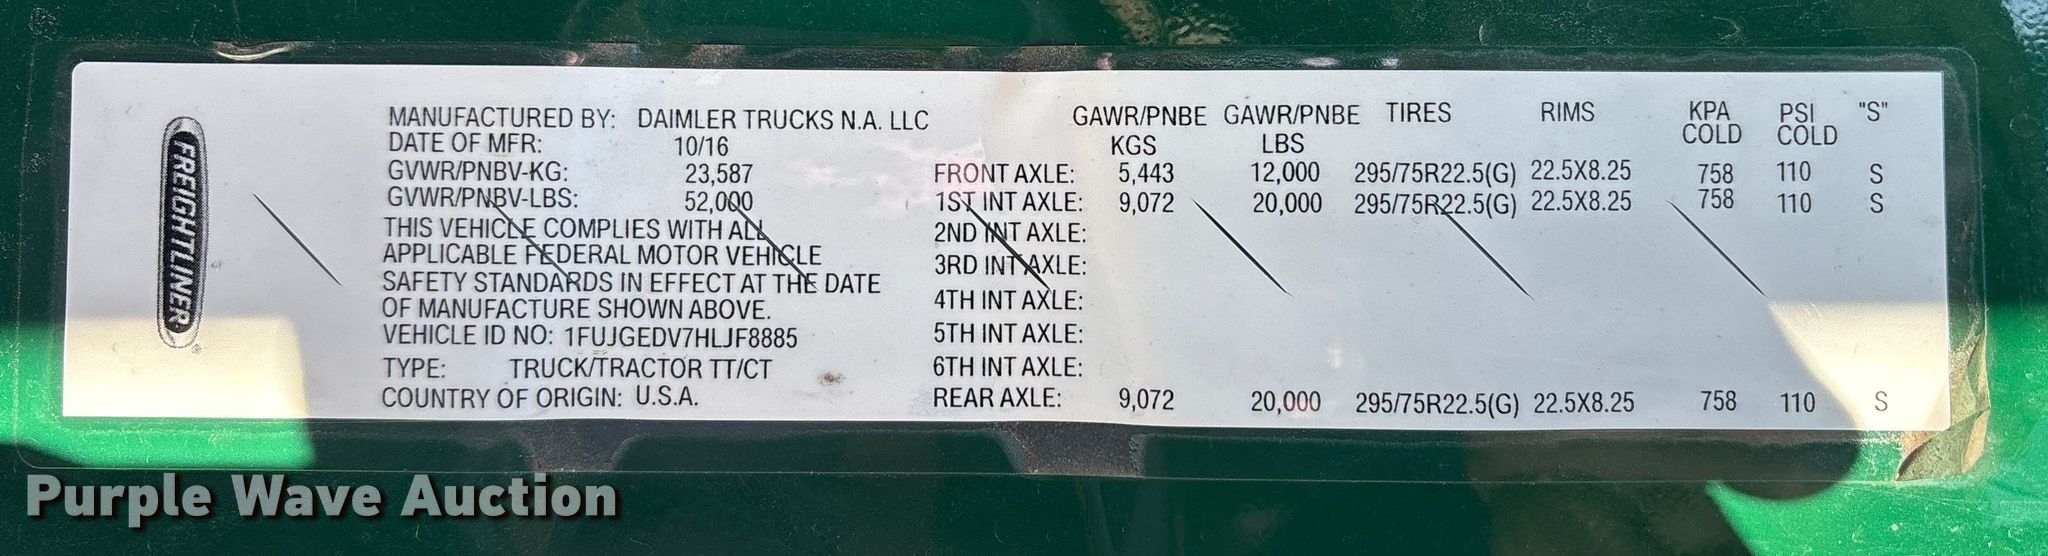 FREIGHTLINER
MANUFACTURED BY: DAIMLER TRUCKS N.A. LLC
DATE OF MFR: 10/16
GVWR/PNBV-KG: 23,587
GVWR/PNBV-LBS: 52,000
THIS VEHICLE COMPLIES WITH ALL
APPLICABLE FEDERAL MOTOR VEHICLE
SAFETY STANDARDS IN EFFECT AT THE DATE
OF MANUFACTURE SHOWN ABOVE.
VEHICLE ID NO: 1FUJGEDV7HLJF8885
TYPE: TRUCK/TRACTOR TT/CT
COUNTRY OF ORIGIN: U.S.A.
GAWR/PNBE GAWR/PNBE TIRES RIMS KPA PSI "S"
KGS LBS COLD COLD
FRONT AXLE: 5,443 12,000 295/75R22.5(G) 22.5X8.25 758 110 S
1ST INT AXLE: 9,072 20,000 295/75R22.5(G) 22.5X8.25 758 110 S
2ND INT AXLE:
3RD INT AXLE:
4TH INT AXLE:
5TH INT AXLE:
6TH INT AXLE:
REAR AXLE: 9,072 20,000 295/75R22.5(G) 22.5X8.25 758 110 S
Purple Wave Auction